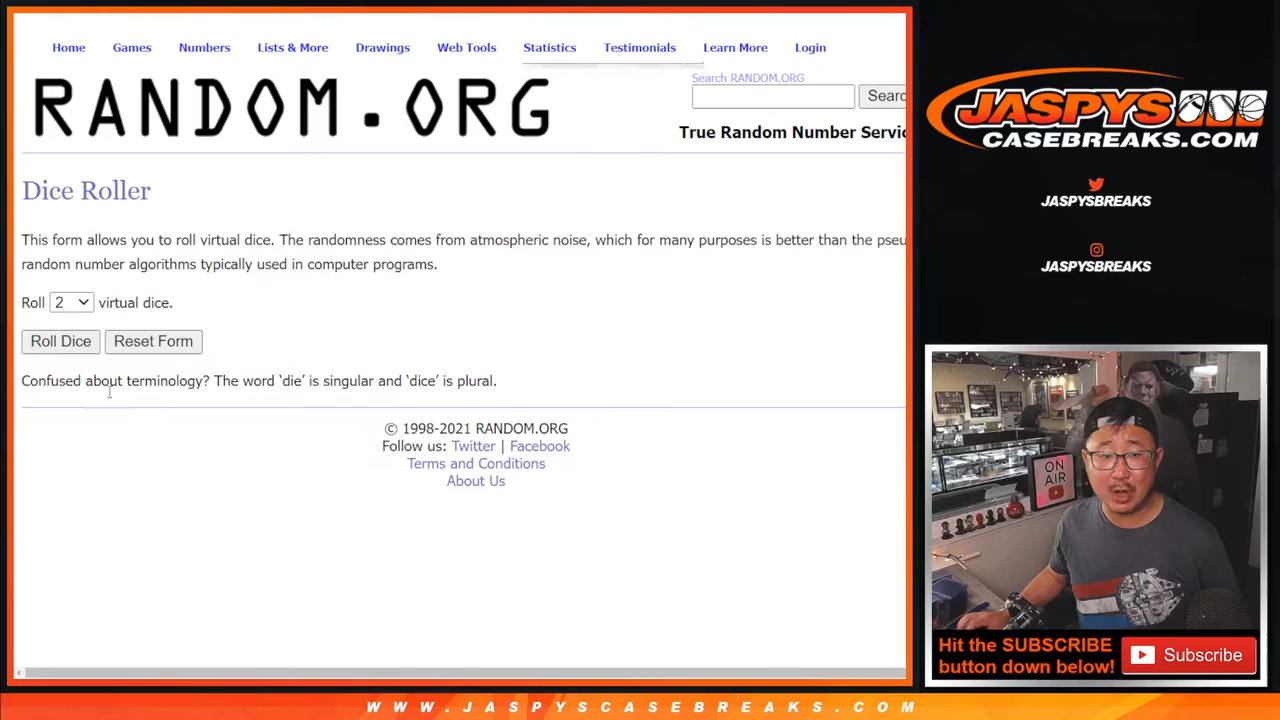 Home Games Numbers Lists & More Drawings Web Tools Statistics Testimonials Learn More Login
RANDOM.ORG
Search RANDOM.ORG
Searc
True Random Number Servic
Dice Roller
This form allows you to roll virtual dice. The randomness comes from atmospheric noise, which for many purposes is better than the pseu
random number algorithms typically used in computer programs.
Roll 2 virtual dice.
Roll Dice Reset Form
Confused about terminology? The word ‘die’ is singular and ‘dice’ is plural.
© 1998-2021 RANDOM.ORG
Follow us: Twitter | Facebook
Terms and Conditions
About Us
JASPYS
CASEBREAKS.COM
JASPYSBREAKS
JASPYSBREAKS
ON
AIR
Hit the SUBSCRIBE
button down below!
Subscribe
WWW.JASPYSCASEBREAKS.COM